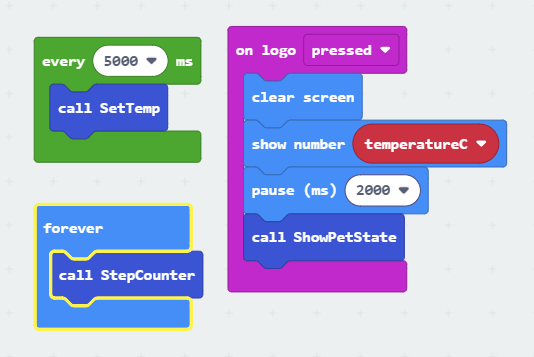 every 5000 ms
call SetTemp
on logo pressed
clear screen
show number temperatureC
pause (ms) 2000
call ShowPetState
forever
call StepCounter